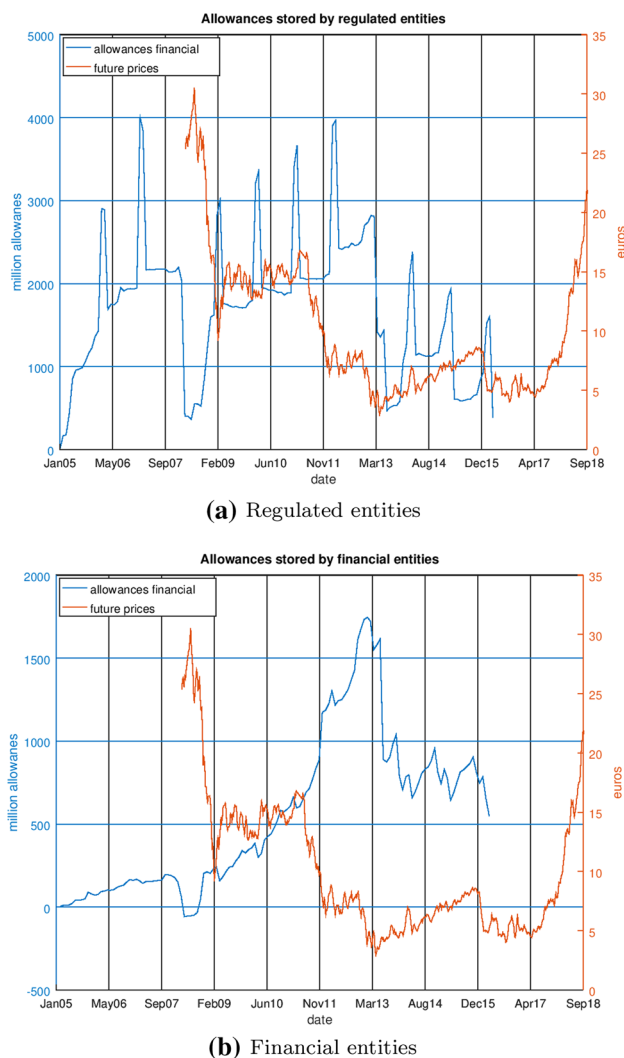 Allowances stored by regulated entities
allowances financial
future prices
5000
4000
3000
2000
1000
0
million allowanes
35
30
25
20
15
10
5
0
euros
Jan05 May06 Sep07 Feb09 Jun10 Nov11 Mar13 Aug14 Dec15 Apr17 Sep18
date
(a) Regulated entities
Allowances stored by financial entities
allowances financial
future prices
2000
1500
1000
500
0
-500
million allowanes
35
30
25
20
15
10
5
0
euros
Jan05 May06 Sep07 Feb09 Jun10 Nov11 Mar13 Aug14 Dec15 Apr17 Sep18
date
(b) Financial entities